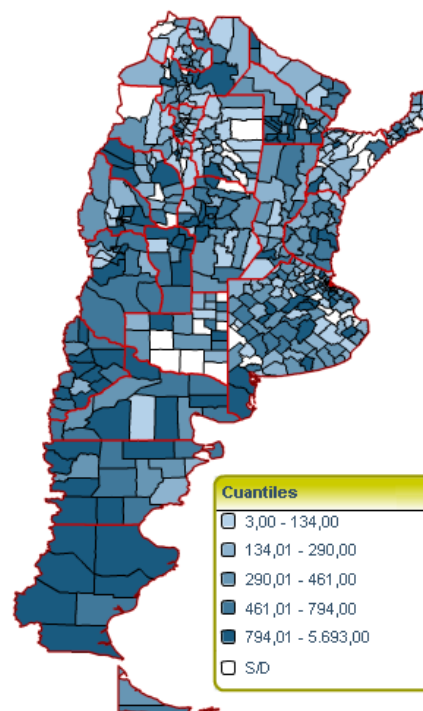 Cuantiles
3,00 - 134,00
134,01 - 290,00
290,01 - 461,00
461,01 - 794,00
794,01 - 5.693,00
S/D